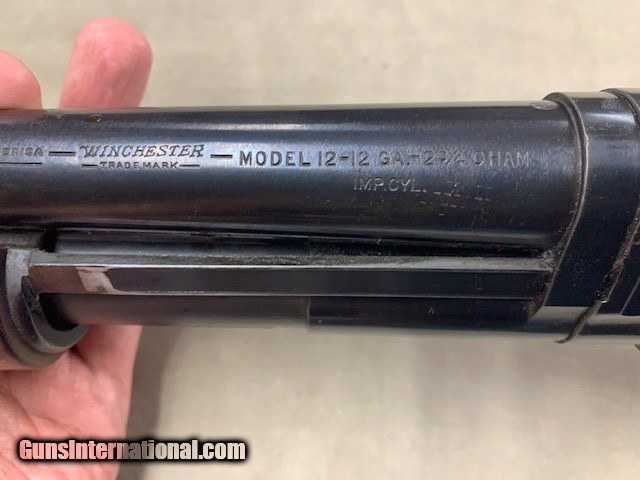 ERICA — WINCHESTER — MODEL 12-12 GA.-2¾ CHAM.
—TRADE MARK—
IMP. CYL.
GunsInternational.com